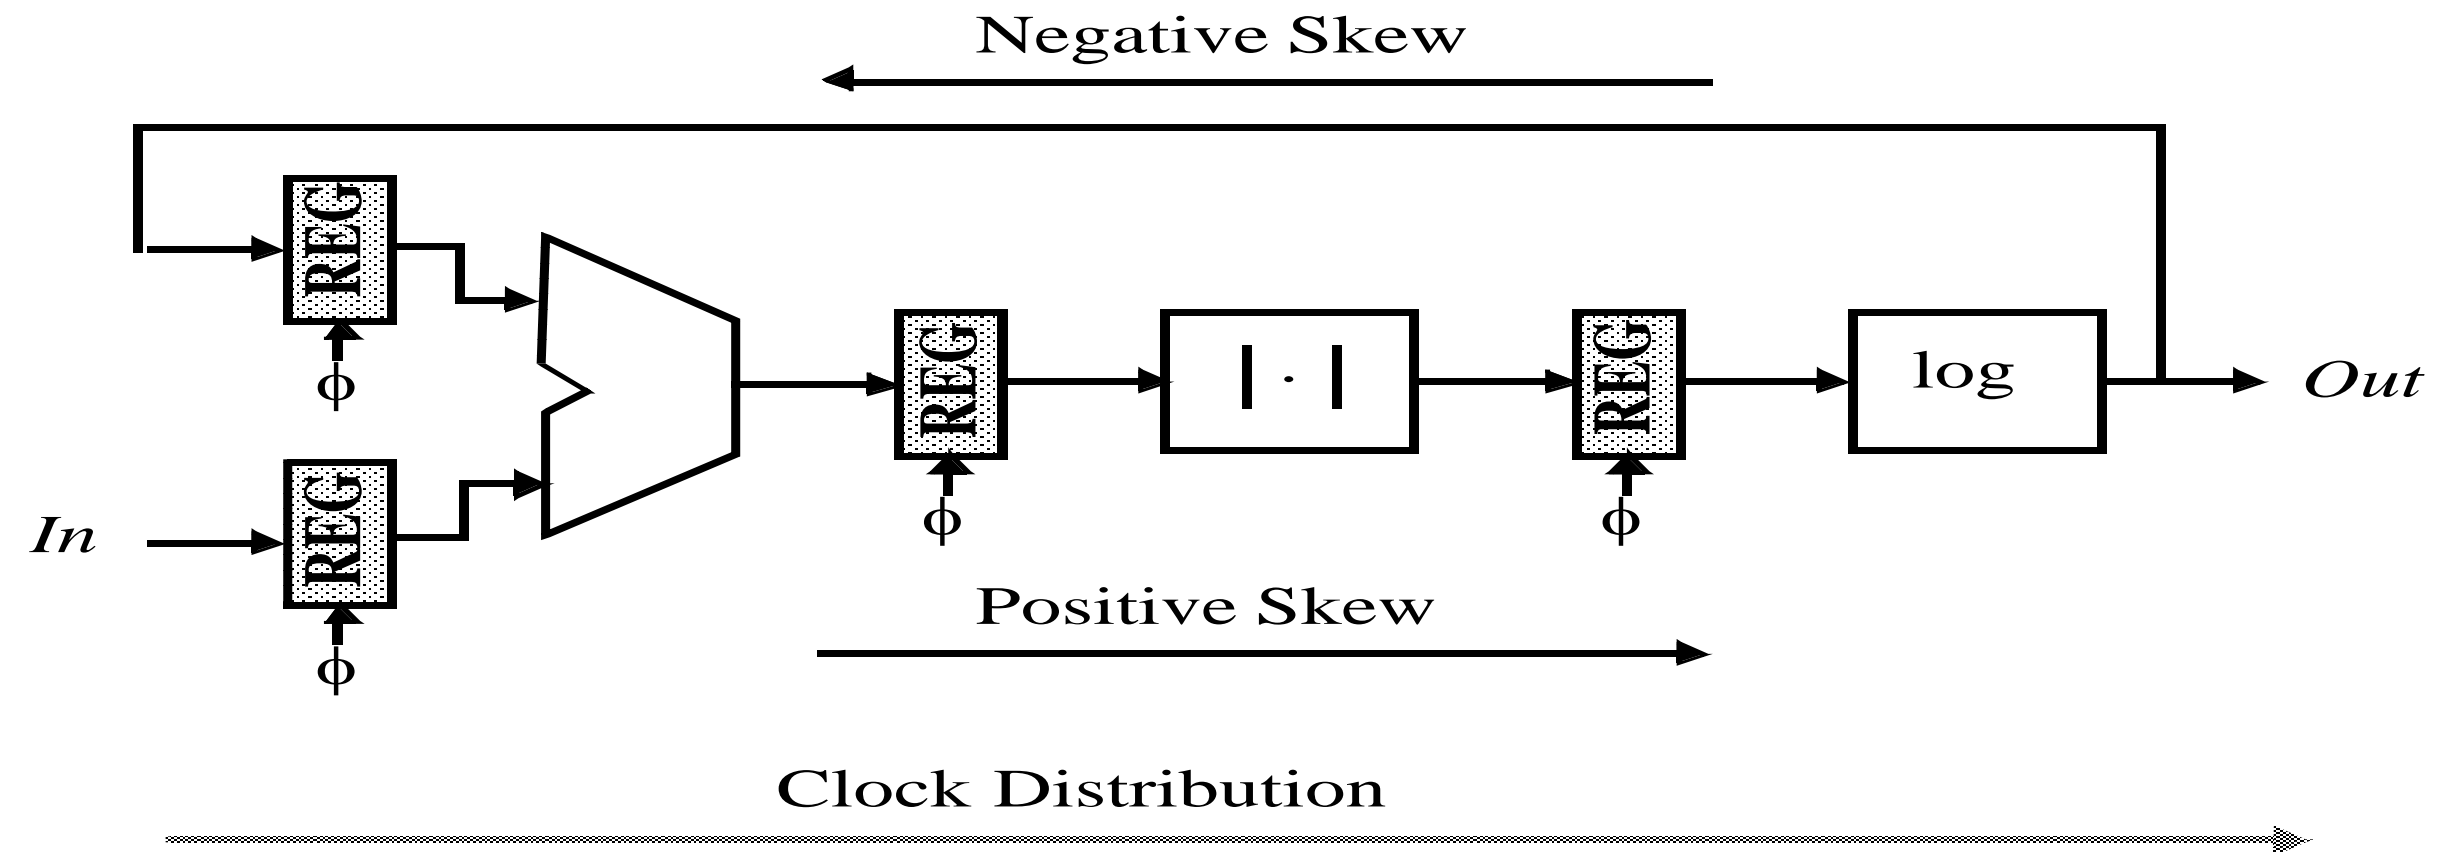 Negative Skew
REG
ϕ
REG
| · |
REG
log
Out
ϕ
ϕ
In
REG
ϕ
Positive Skew
Clock Distribution